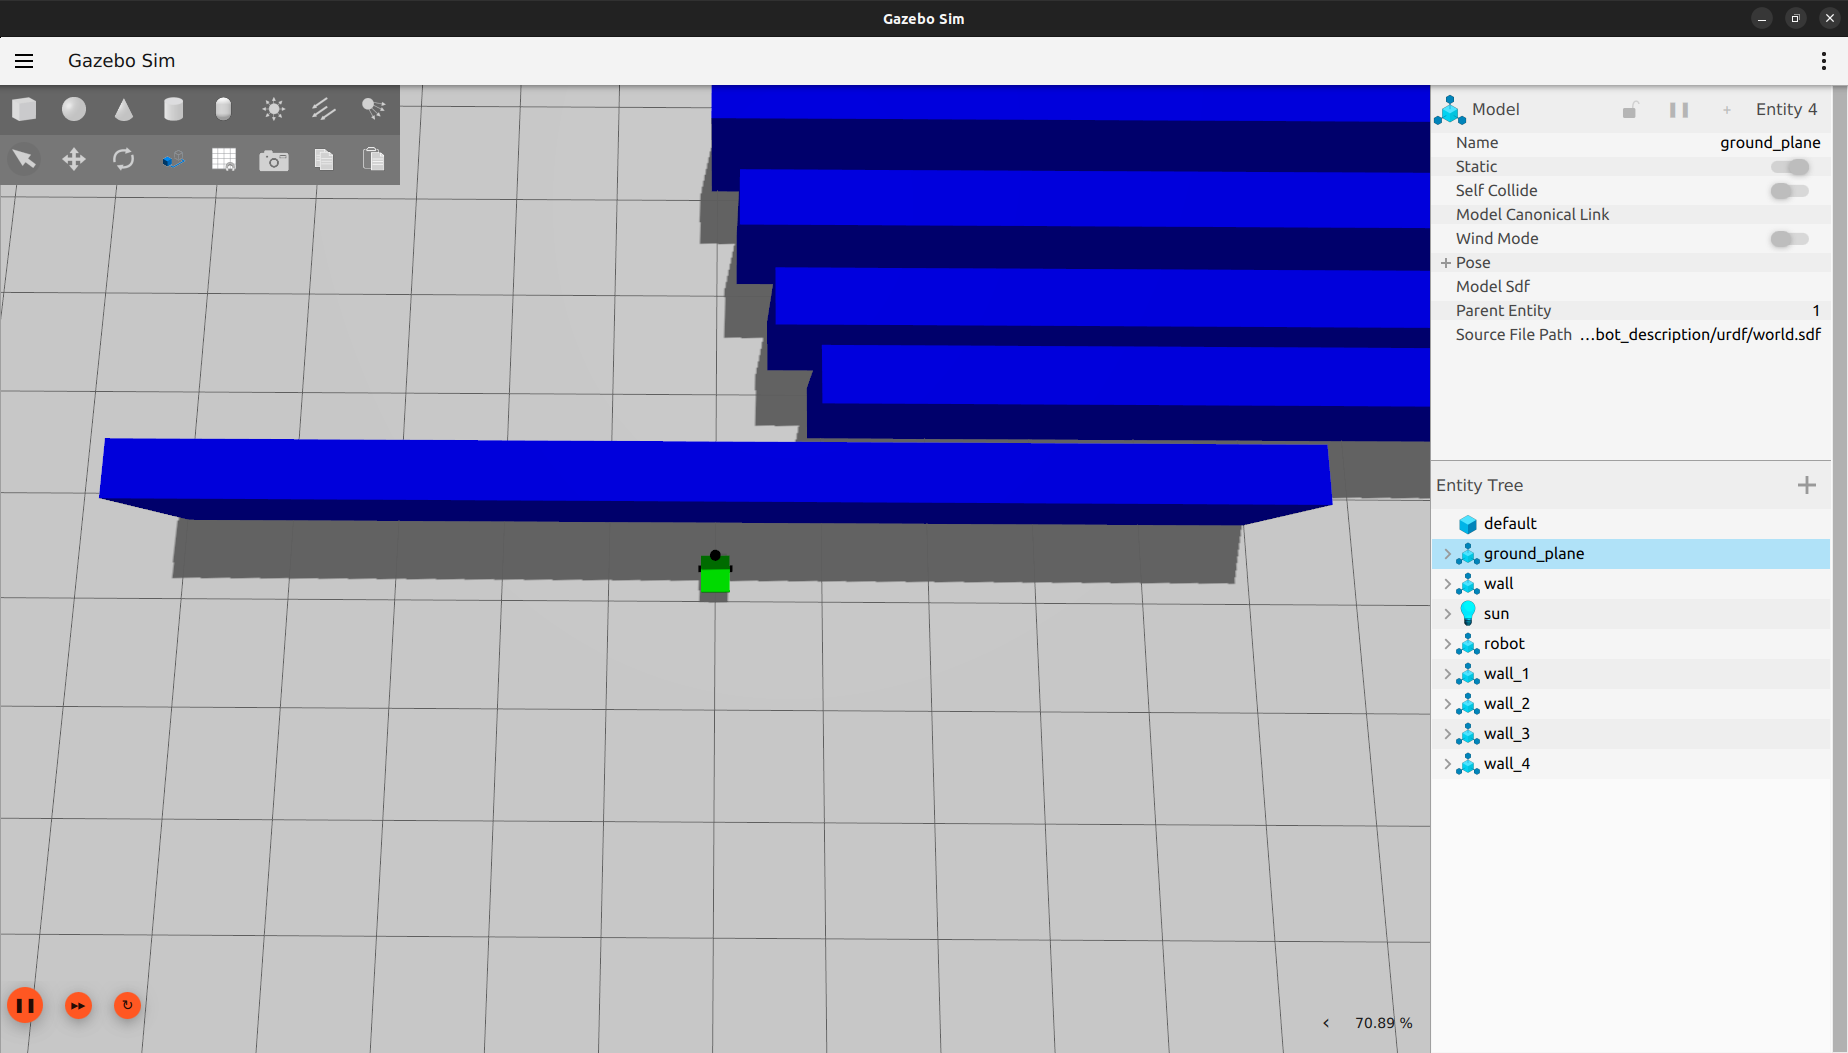 Gazebo Sim
Gazebo Sim
Model
Entity 4
Name ground_plane
Static
Self Collide
Model Canonical Link
Wind Mode
Pose
Model Sdf
Parent Entity 1
Source File Path ...bot_description/urdf/world.sdf
Entity Tree
default
ground_plane
wall
sun
robot
wall_1
wall_2
wall_3
wall_4
70.89 %